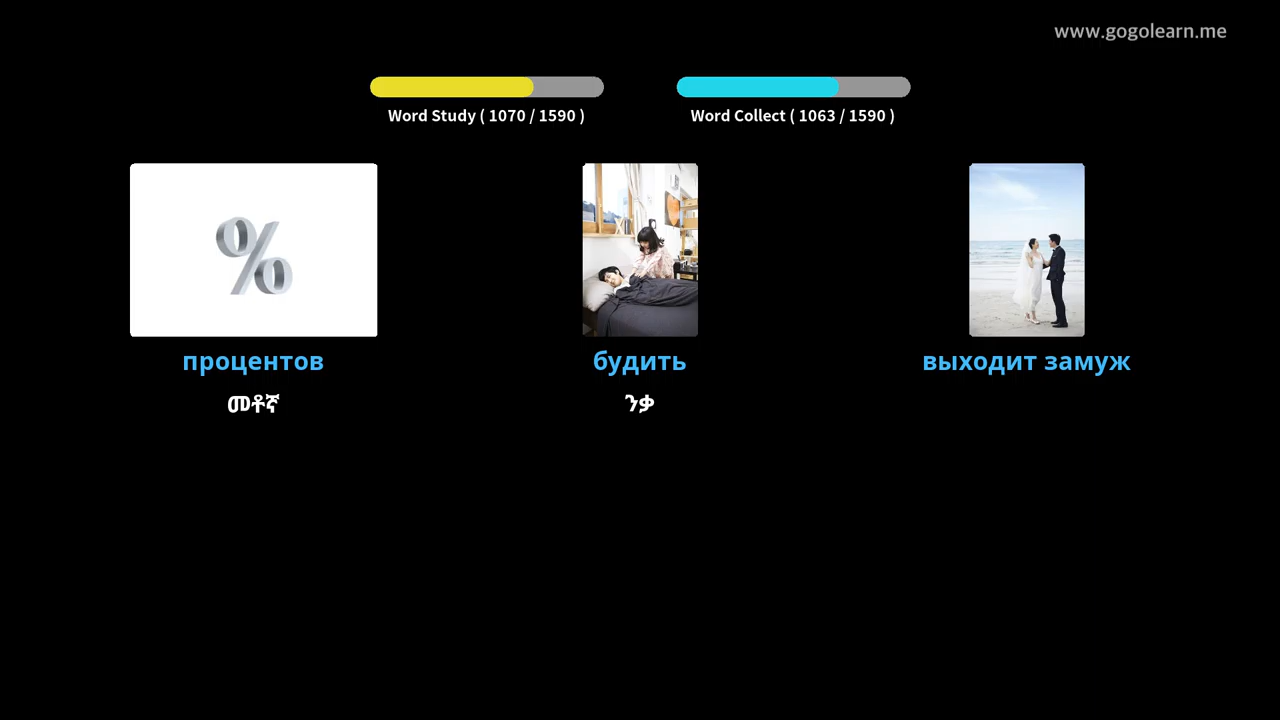 www.gogolearn.me
Word Study ( 1070 / 1590 )
Word Collect ( 1063 / 1590 )
%
процентов
будить
выходит замуж
መቶኛ
ንቃ